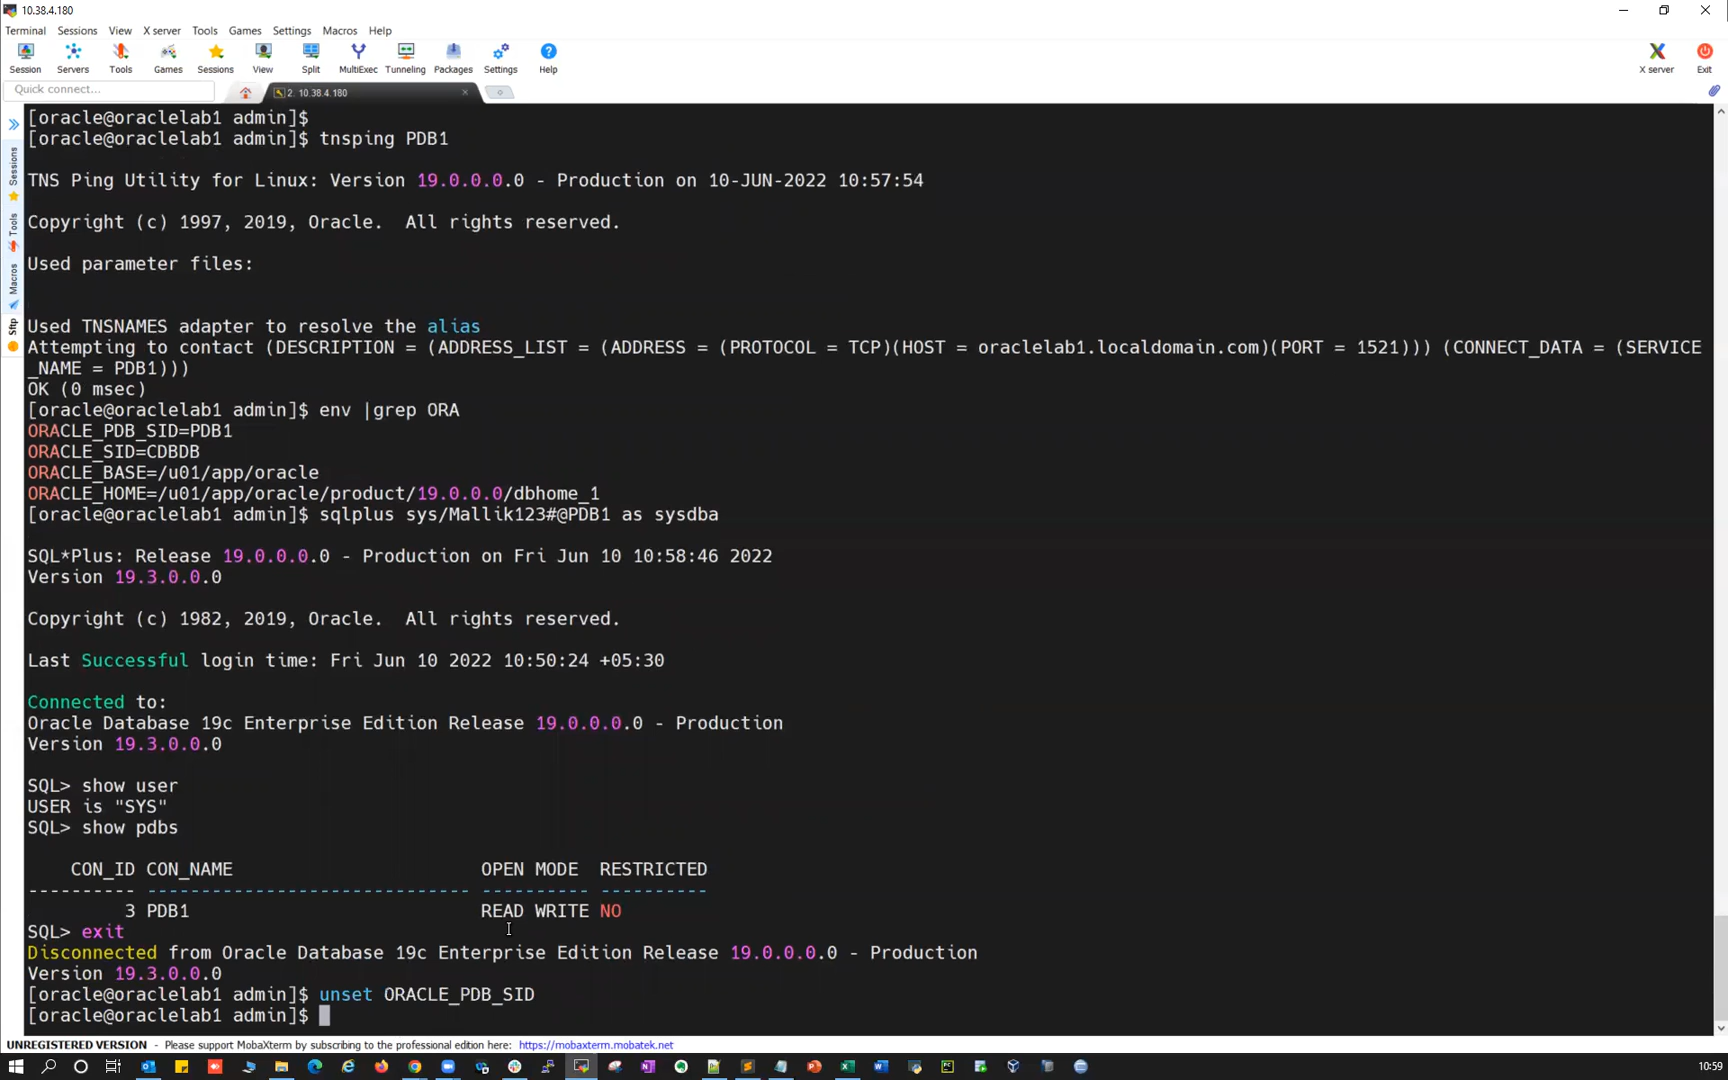 10.38.4.180
Terminal Sessions View X server Tools Games Settings Macros Help
Session Servers Tools Games Sessions View Split MultiExec Tunneling Packages Settings Help X server Exit
Quick connect...
2. 10.38.4.180
Sessions
Tools
Macros
Sftp
[oracle@oraclelab1 admin]$
[oracle@oraclelab1 admin]$ tnsping PDB1
TNS Ping Utility for Linux: Version 19.0.0.0.0 - Production on 10-JUN-2022 10:57:54
Copyright (c) 1997, 2019, Oracle.  All rights reserved.
Used parameter files:
Used TNSNAMES adapter to resolve the alias
Attempting to contact (DESCRIPTION = (ADDRESS_LIST = (ADDRESS = (PROTOCOL = TCP)(HOST = oraclelab1.localdomain.com)(PORT = 1521))) (CONNECT_DATA = (SERVICE
_NAME = PDB1)))
OK (0 msec)
[oracle@oraclelab1 admin]$ env |grep ORA
ORACLE_PDB_SID=PDB1
ORACLE_SID=CDBDB
ORACLE_BASE=/u01/app/oracle
ORACLE_HOME=/u01/app/oracle/product/19.0.0.0/dbhome_1
[oracle@oraclelab1 admin]$ sqlplus sys/Mallik123#@PDB1 as sysdba
SQL*Plus: Release 19.0.0.0.0 - Production on Fri Jun 10 10:58:46 2022
Version 19.3.0.0.0
Copyright (c) 1982, 2019, Oracle.  All rights reserved.
Last Successful login time: Fri Jun 10 2022 10:50:24 +05:30
Connected to:
Oracle Database 19c Enterprise Edition Release 19.0.0.0.0 - Production
Version 19.3.0.0.0
SQL> show user
USER is "SYS"
SQL> show pdbs
CON_ID CON_NAME OPEN MODE RESTRICTED
---------- ------------------------------ ---------- ----------
3 PDB1 READ WRITE NO
SQL> exit
Disconnected from Oracle Database 19c Enterprise Edition Release 19.0.0.0.0 - Production
Version 19.3.0.0.0
[oracle@oraclelab1 admin]$ unset ORACLE_PDB_SID
[oracle@oraclelab1 admin]$
UNREGISTERED VERSION - Please support MobaXterm by subscribing to the professional edition here: https://mobaxterm.mobatek.net
10:59